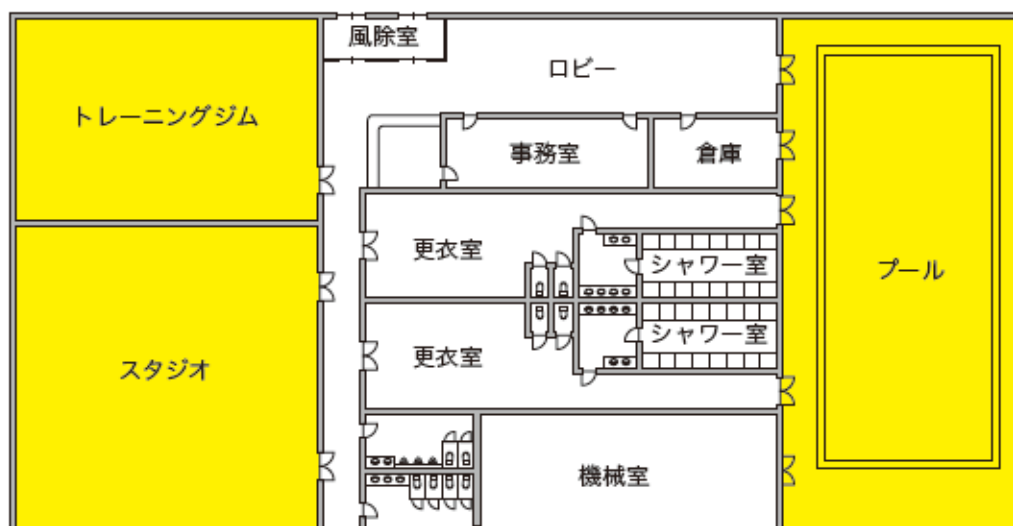 風除室
ロビー
トレーニングジム
事務室
倉庫
更衣室
シャワー室
プール
シャワー室
更衣室
スタジオ
機械室